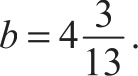 b = 4 3/13.